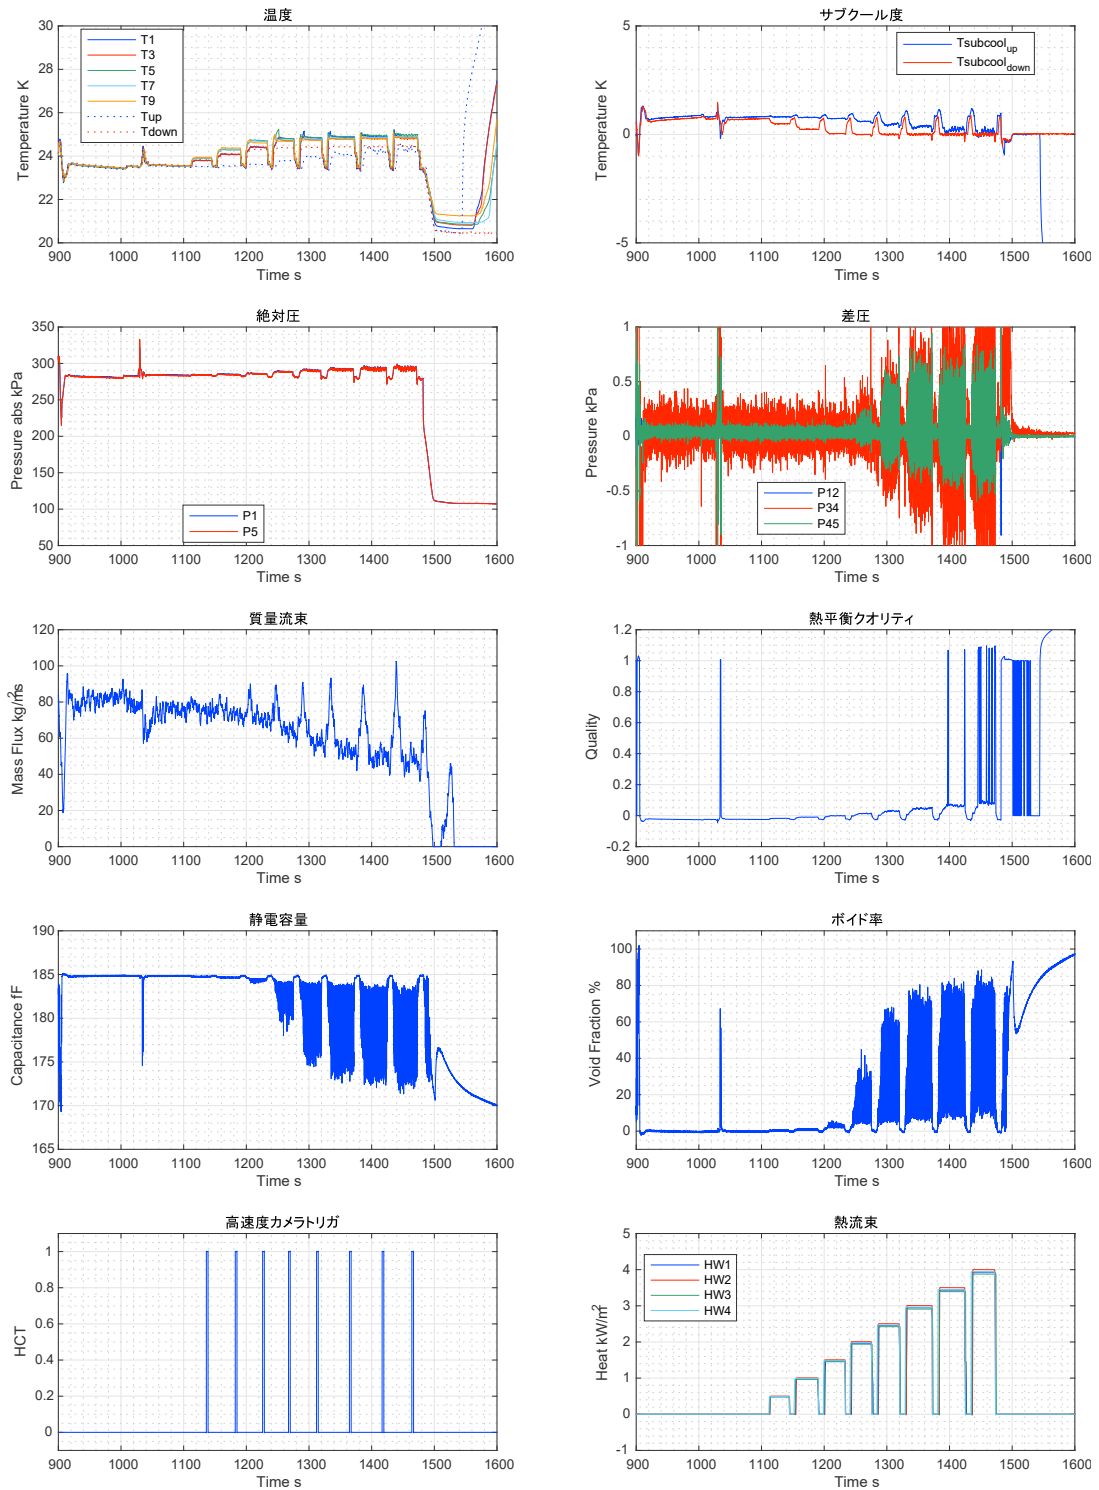 温度
Temperature K
30
28
26
24
22
20
T1
T3
T5
T7
T9
Tup
Tdown
900 1000 1100 1200 1300 1400 1500 1600
Time s
サブクール度
Temperature K
5
0
-5
Tsubcool_up
Tsubcool_down
900 1000 1100 1200 1300 1400 1500 1600
Time s
絶対圧
Pressure abs kPa
350
300
250
200
150
100
50
P1
P5
900 1000 1100 1200 1300 1400 1500 1600
Time s
差圧
Pressure kPa
1
0.5
0
-0.5
-1
P12
P34
P45
900 1000 1100 1200 1300 1400 1500 1600
Time s
質量流束
Mass Flux kg/m²s
120
100
80
60
40
20
0
900 1000 1100 1200 1300 1400 1500 1600
Time s
熱平衡クオリティ
Quality
1.2
1
0.8
0.6
0.4
0.2
0
-0.2
900 1000 1100 1200 1300 1400 1500 1600
Time s
静電容量
Capacitance fF
190
185
180
175
170
165
900 1000 1100 1200 1300 1400 1500 1600
Time s
ボイド率
Void Fraction %
100
80
60
40
20
0
900 1000 1100 1200 1300 1400 1500 1600
Time s
高速度カメラトリガ
HCT
1
0.8
0.6
0.4
0.2
0
900 1000 1100 1200 1300 1400 1500 1600
Time s
熱流束
Heat kW/m²
5
4
3
2
1
0
-1
HW1
HW2
HW3
HW4
900 1000 1100 1200 1300 1400 1500 1600
Time s